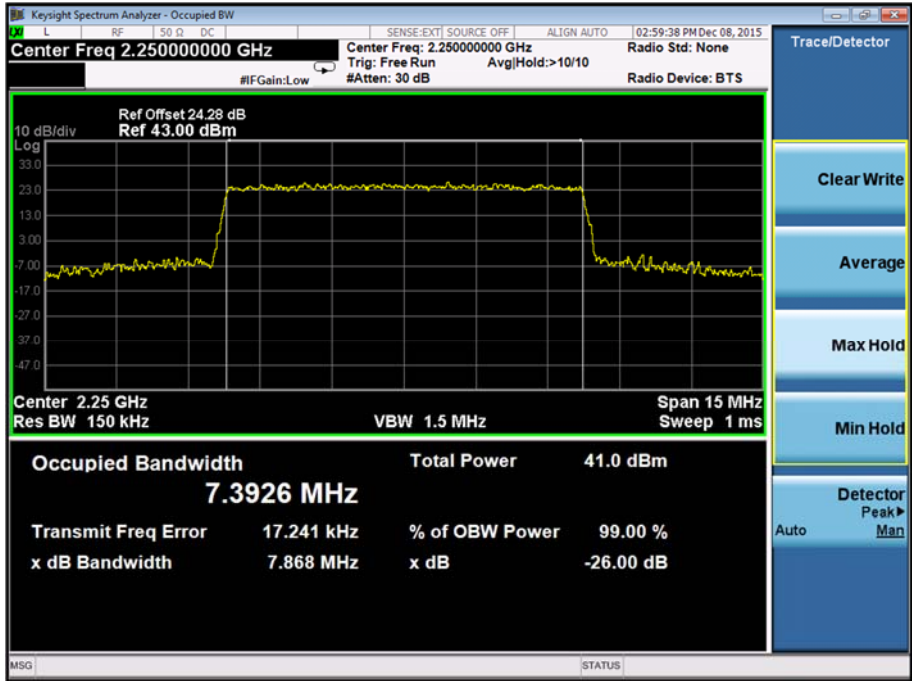 Keysight Spectrum Analyzer - Occupied BW
LXI L RF 50 Ω DC SENSE:EXT SOURCE OFF ALIGN AUTO 02:59:38 PM Dec 08, 2015
Center Freq 2.250000000 GHz
Center Freq: 2.250000000 GHz
Radio Std: None
Trig: Free Run Avg|Hold:>10/10
#IFGain:Low
#Atten: 30 dB
Radio Device: BTS
Ref Offset 24.28 dB
10 dB/div Ref 43.00 dBm
Log
33.0
23.0
13.0
3.00
-7.00
-17.0
-27.0
-37.0
-47.0
Center 2.25 GHz
Span 15 MHz
Res BW 150 kHz
VBW 1.5 MHz
Sweep 1 ms
Occupied Bandwidth
Total Power 41.0 dBm
7.3926 MHz
Transmit Freq Error 17.241 kHz
% of OBW Power 99.00 %
x dB Bandwidth 7.868 MHz
x dB -26.00 dB
MSG
STATUS
Trace/Detector
Clear Write
Average
Max Hold
Min Hold
Detector
Peak▶
Auto Man